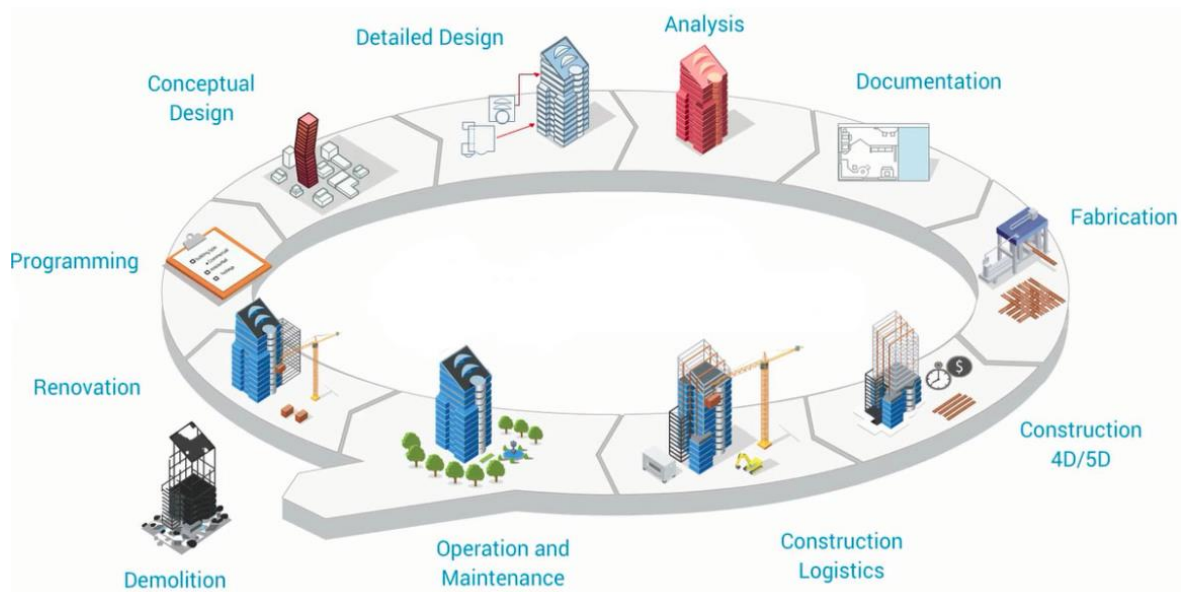 Detailed Design
Analysis
Conceptual
Design
Documentation
Fabrication
Programming
Renovation
Construction
4D/5D
Construction
Logistics
Operation and
Maintenance
Demolition
$